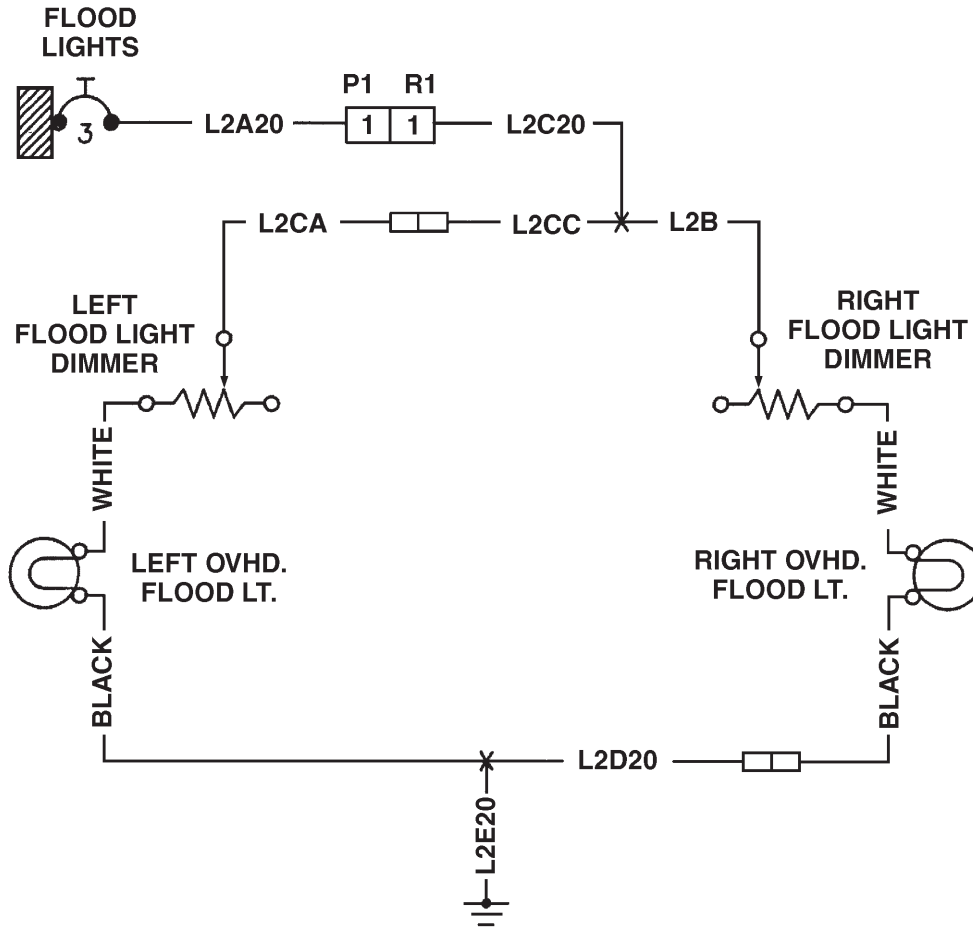 FLOOD
LIGHTS
P1 R1
3
L2A20
1 1
L2C20
L2CA
L2CC
L2B
LEFT
FLOOD LIGHT
DIMMER
RIGHT
FLOOD LIGHT
DIMMER
WHITE
WHITE
LEFT OVHD.
FLOOD LT.
RIGHT OVHD.
FLOOD LT.
BLACK
BLACK
L2D20
L2E20